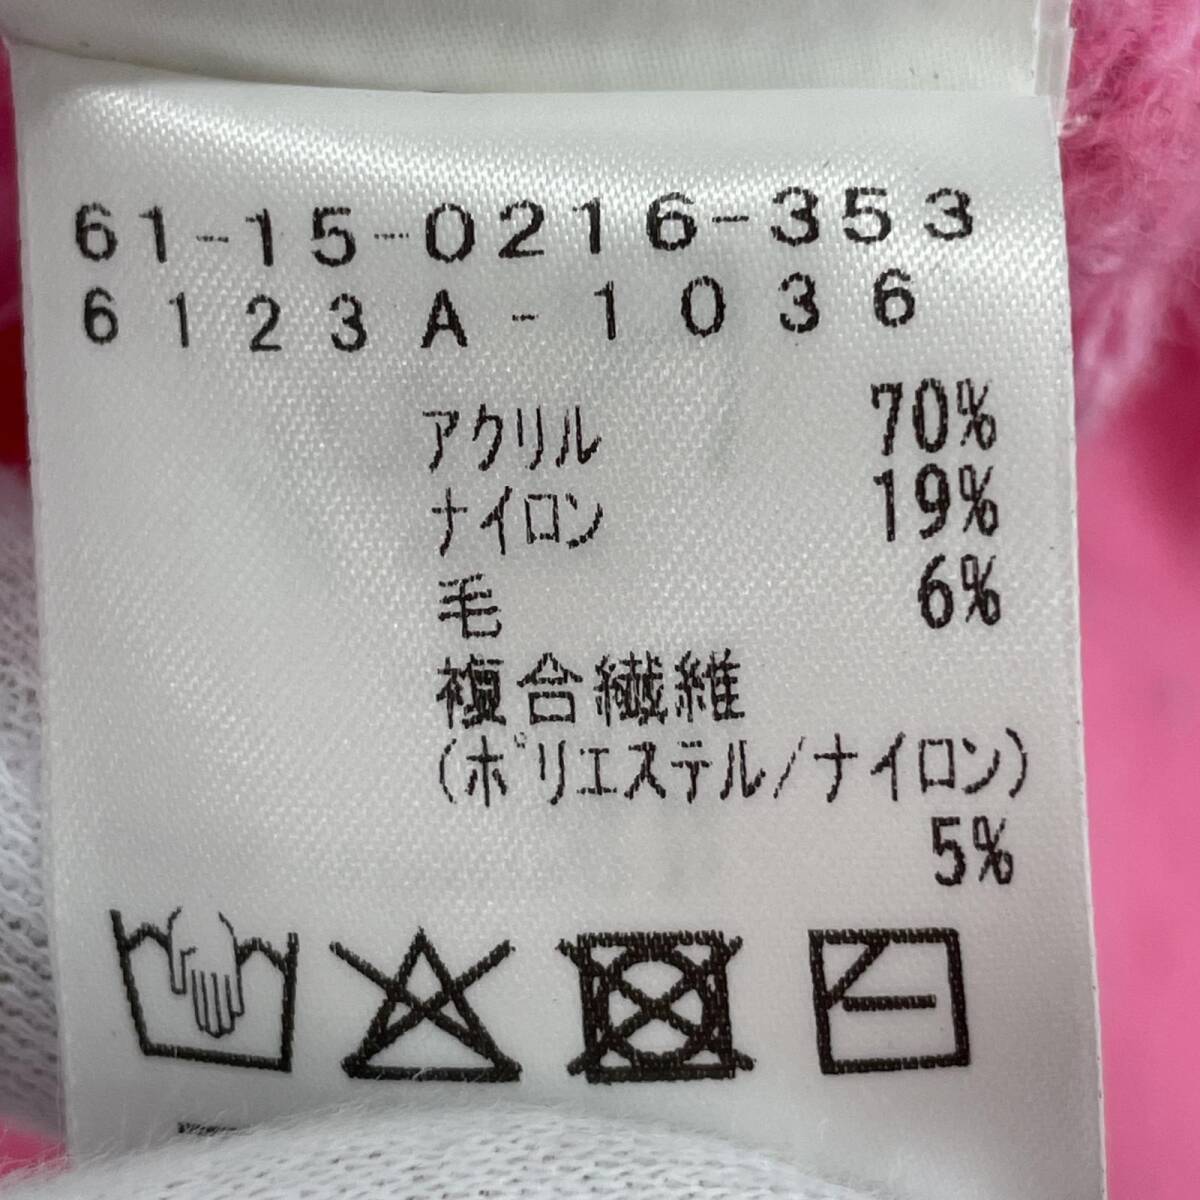 61-15-0216-353
6123A-1036
アクリル 70%
ナイロン 19%
毛 6%
複合繊維
(ポリエステル/ナイロン)
5%